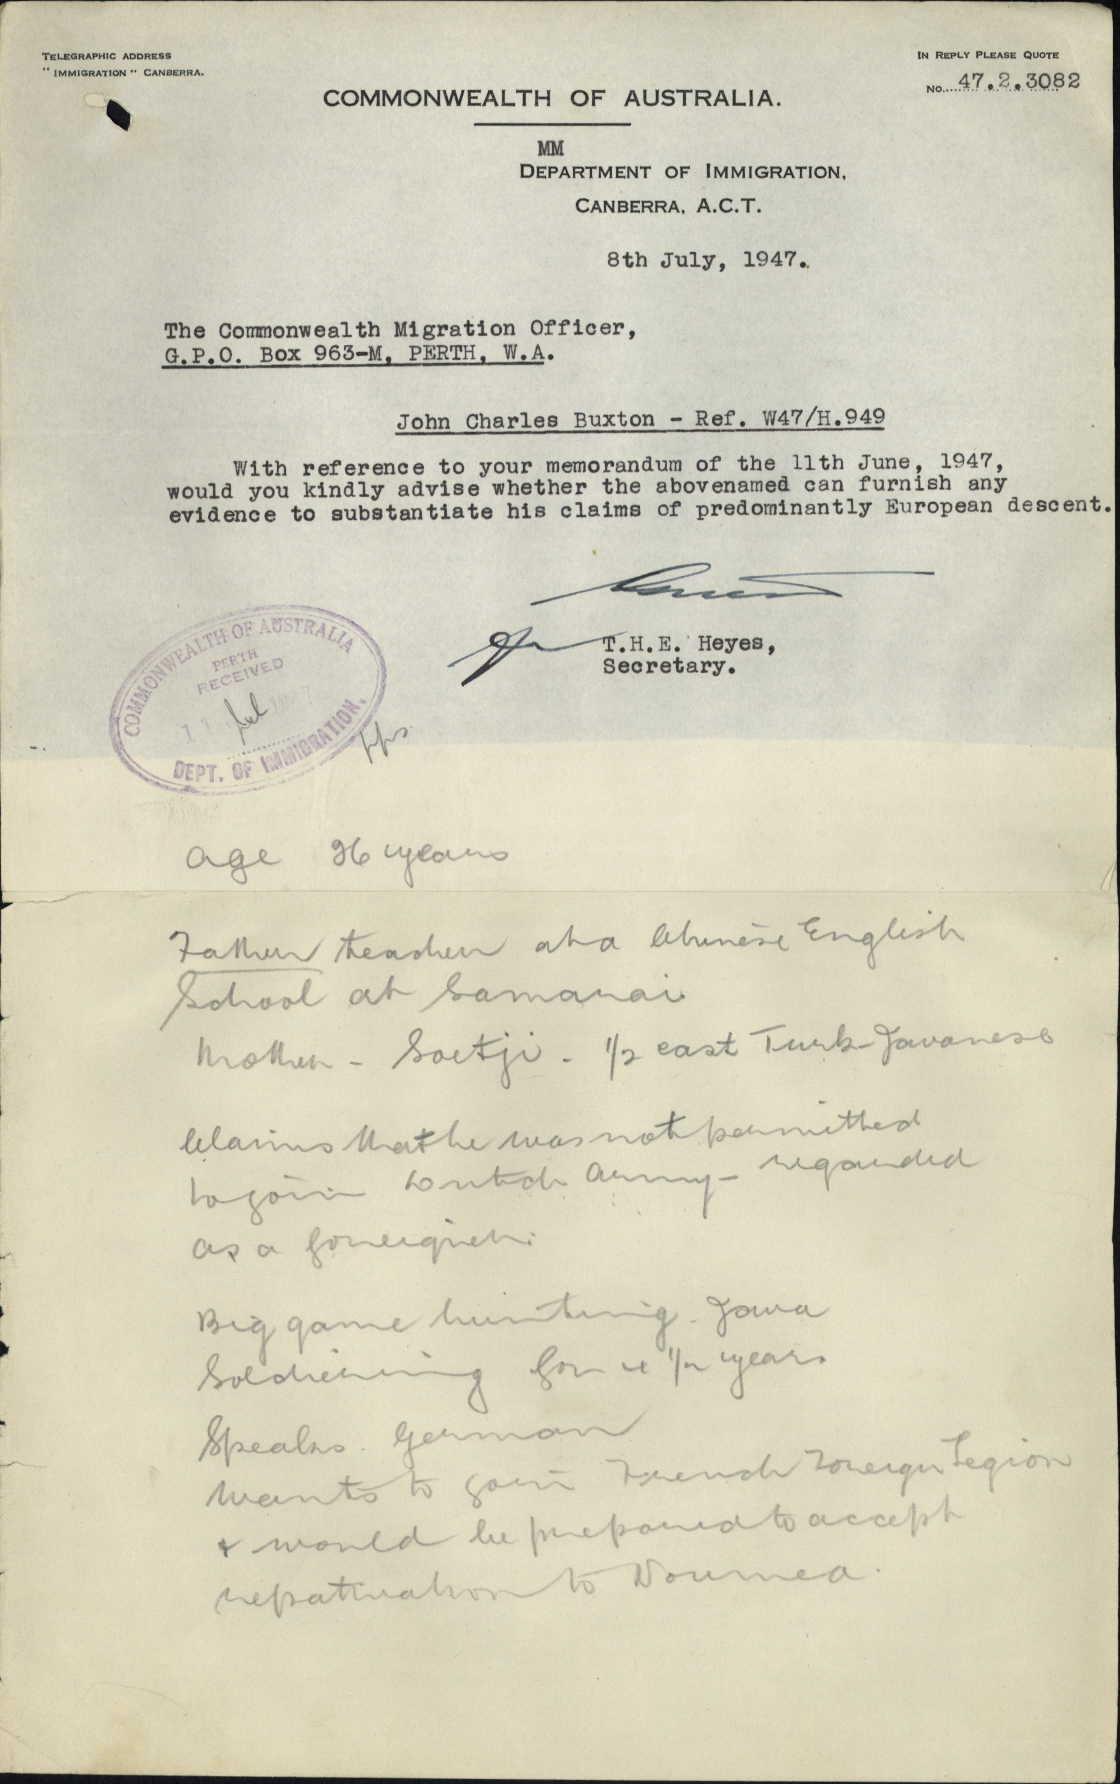 TELEGRAPHIC ADDRESS
"IMMIGRATION" CANBERRA.
IN REPLY PLEASE QUOTE
No. 47.2.3082
COMMONWEALTH OF AUSTRALIA.
MM
DEPARTMENT OF IMMIGRATION,
CANBERRA, A.C.T.
8th July, 1947.
The Commonwealth Migration Officer,
G.P.O. Box 963-M, PERTH, W.A.
John Charles Buxton - Ref. W47/H.949
With reference to your memorandum of the 11th June, 1947,
would you kindly advise whether the abovenamed can furnish any
evidence to substantiate his claims of predominantly European descent.
for T.H.E. Heyes,
Secretary.
COMMONWEALTH OF AUSTRALIA
PERTH
RECEIVED
DEPT. OF IMMIGRATION.
age 26 years
Father teacher at a Chinese English
School at
Mother - Soetji - 1/2 cast Turk-Javanese
Claims that he was not permitted
to join Dutch Army - regarded
as a foreigner.
Big game hunting. Java
Soldiering for 4 1/2 years
Speaks German
Wants to join French Foreign Legion
& would be prepared to accept
repatriation to Noumea.